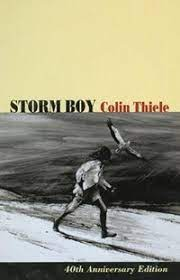 STORM BOY Colin Thiele
40th Anniversary Edition